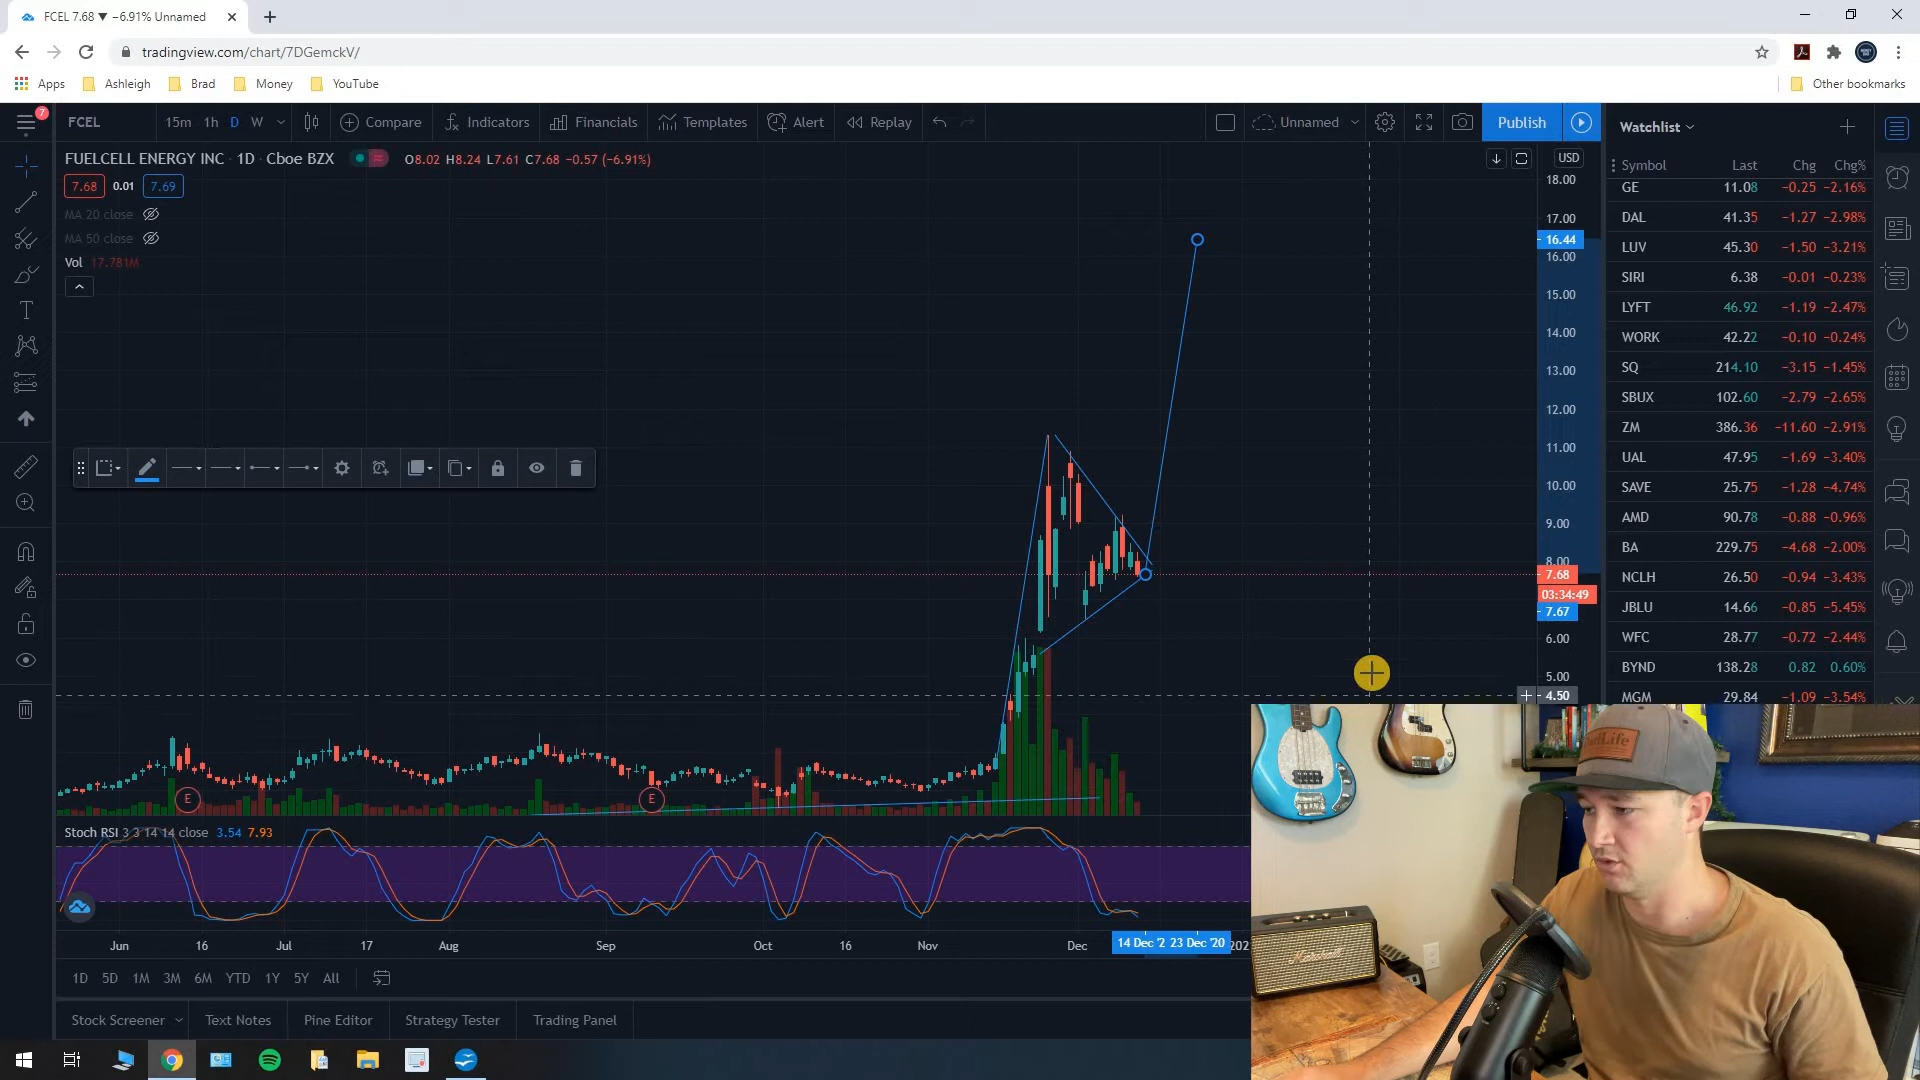 FCEL 7.68 ▼ −6.91% Unnamed
tradingview.com/chart/7DGemckV/
Apps Ashleigh Brad Money YouTube Other bookmarks
7
FCEL 15m 1h D W Compare Indicators Financials Templates Alert Replay Unnamed Publish
Watchlist
FUELCELL ENERGY INC · 1D · Cboe BZX O8.02 H8.24 L7.61 C7.68 −0.57 (−6.91%)
USD
Symbol Last Chg Chg%
7.68 0.01 7.69
MA 20 close
MA 50 close
Vol 17.781M
18.00
17.00
16.44
16.00
15.00
14.00
13.00
12.00
11.00
10.00
9.00
8.00
7.68
03:34:49
7.67
6.00
5.00
4.50
GE 11.08 −0.25 −2.16%
DAL 41.35 −1.27 −2.98%
LUV 45.30 −1.50 −3.21%
SIRI 6.38 −0.01 −0.23%
LYFT 46.92 −1.19 −2.47%
WORK 42.22 −0.10 −0.24%
SQ 214.10 −3.15 −1.45%
SBUX 102.60 −2.79 −2.65%
ZM 386.36 −11.60 −2.91%
UAL 47.95 −1.69 −3.40%
SAVE 25.75 −1.28 −4.74%
AMD 90.78 −0.88 −0.96%
BA 229.75 −4.68 −2.00%
NCLH 26.50 −0.94 −3.43%
JBLU 14.66 −0.85 −5.45%
WFC 28.77 −0.72 −2.44%
BYND 138.28 0.82 0.60%
MGM 29.84 −1.09 −3.54%
E E
Stoch RSI 3 3 14 14 close 3.54 7.93
Jun 16 Jul 17 Aug Sep Oct 16 Nov Dec 14 Dec '2 23 Dec '20
1D 5D 1M 3M 6M YTD 1Y 5Y All
Stock Screener Text Notes Pine Editor Strategy Tester Trading Panel
Marshall